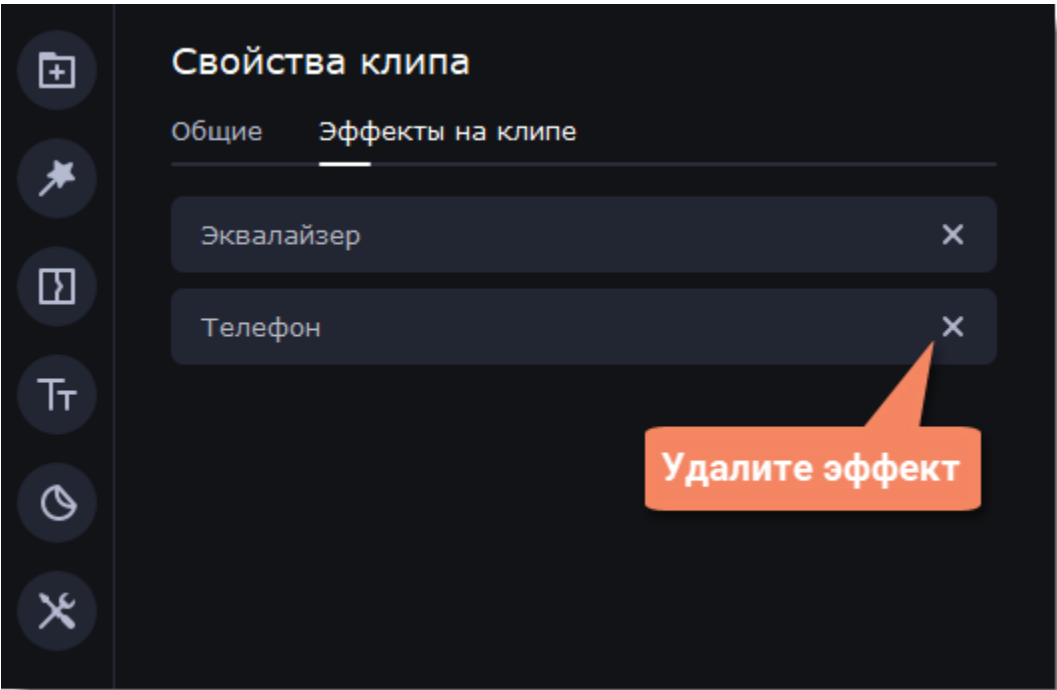 Свойства клипа
Общие Эффекты на клипе
Эквалайзер
Телефон
Удалите эффект